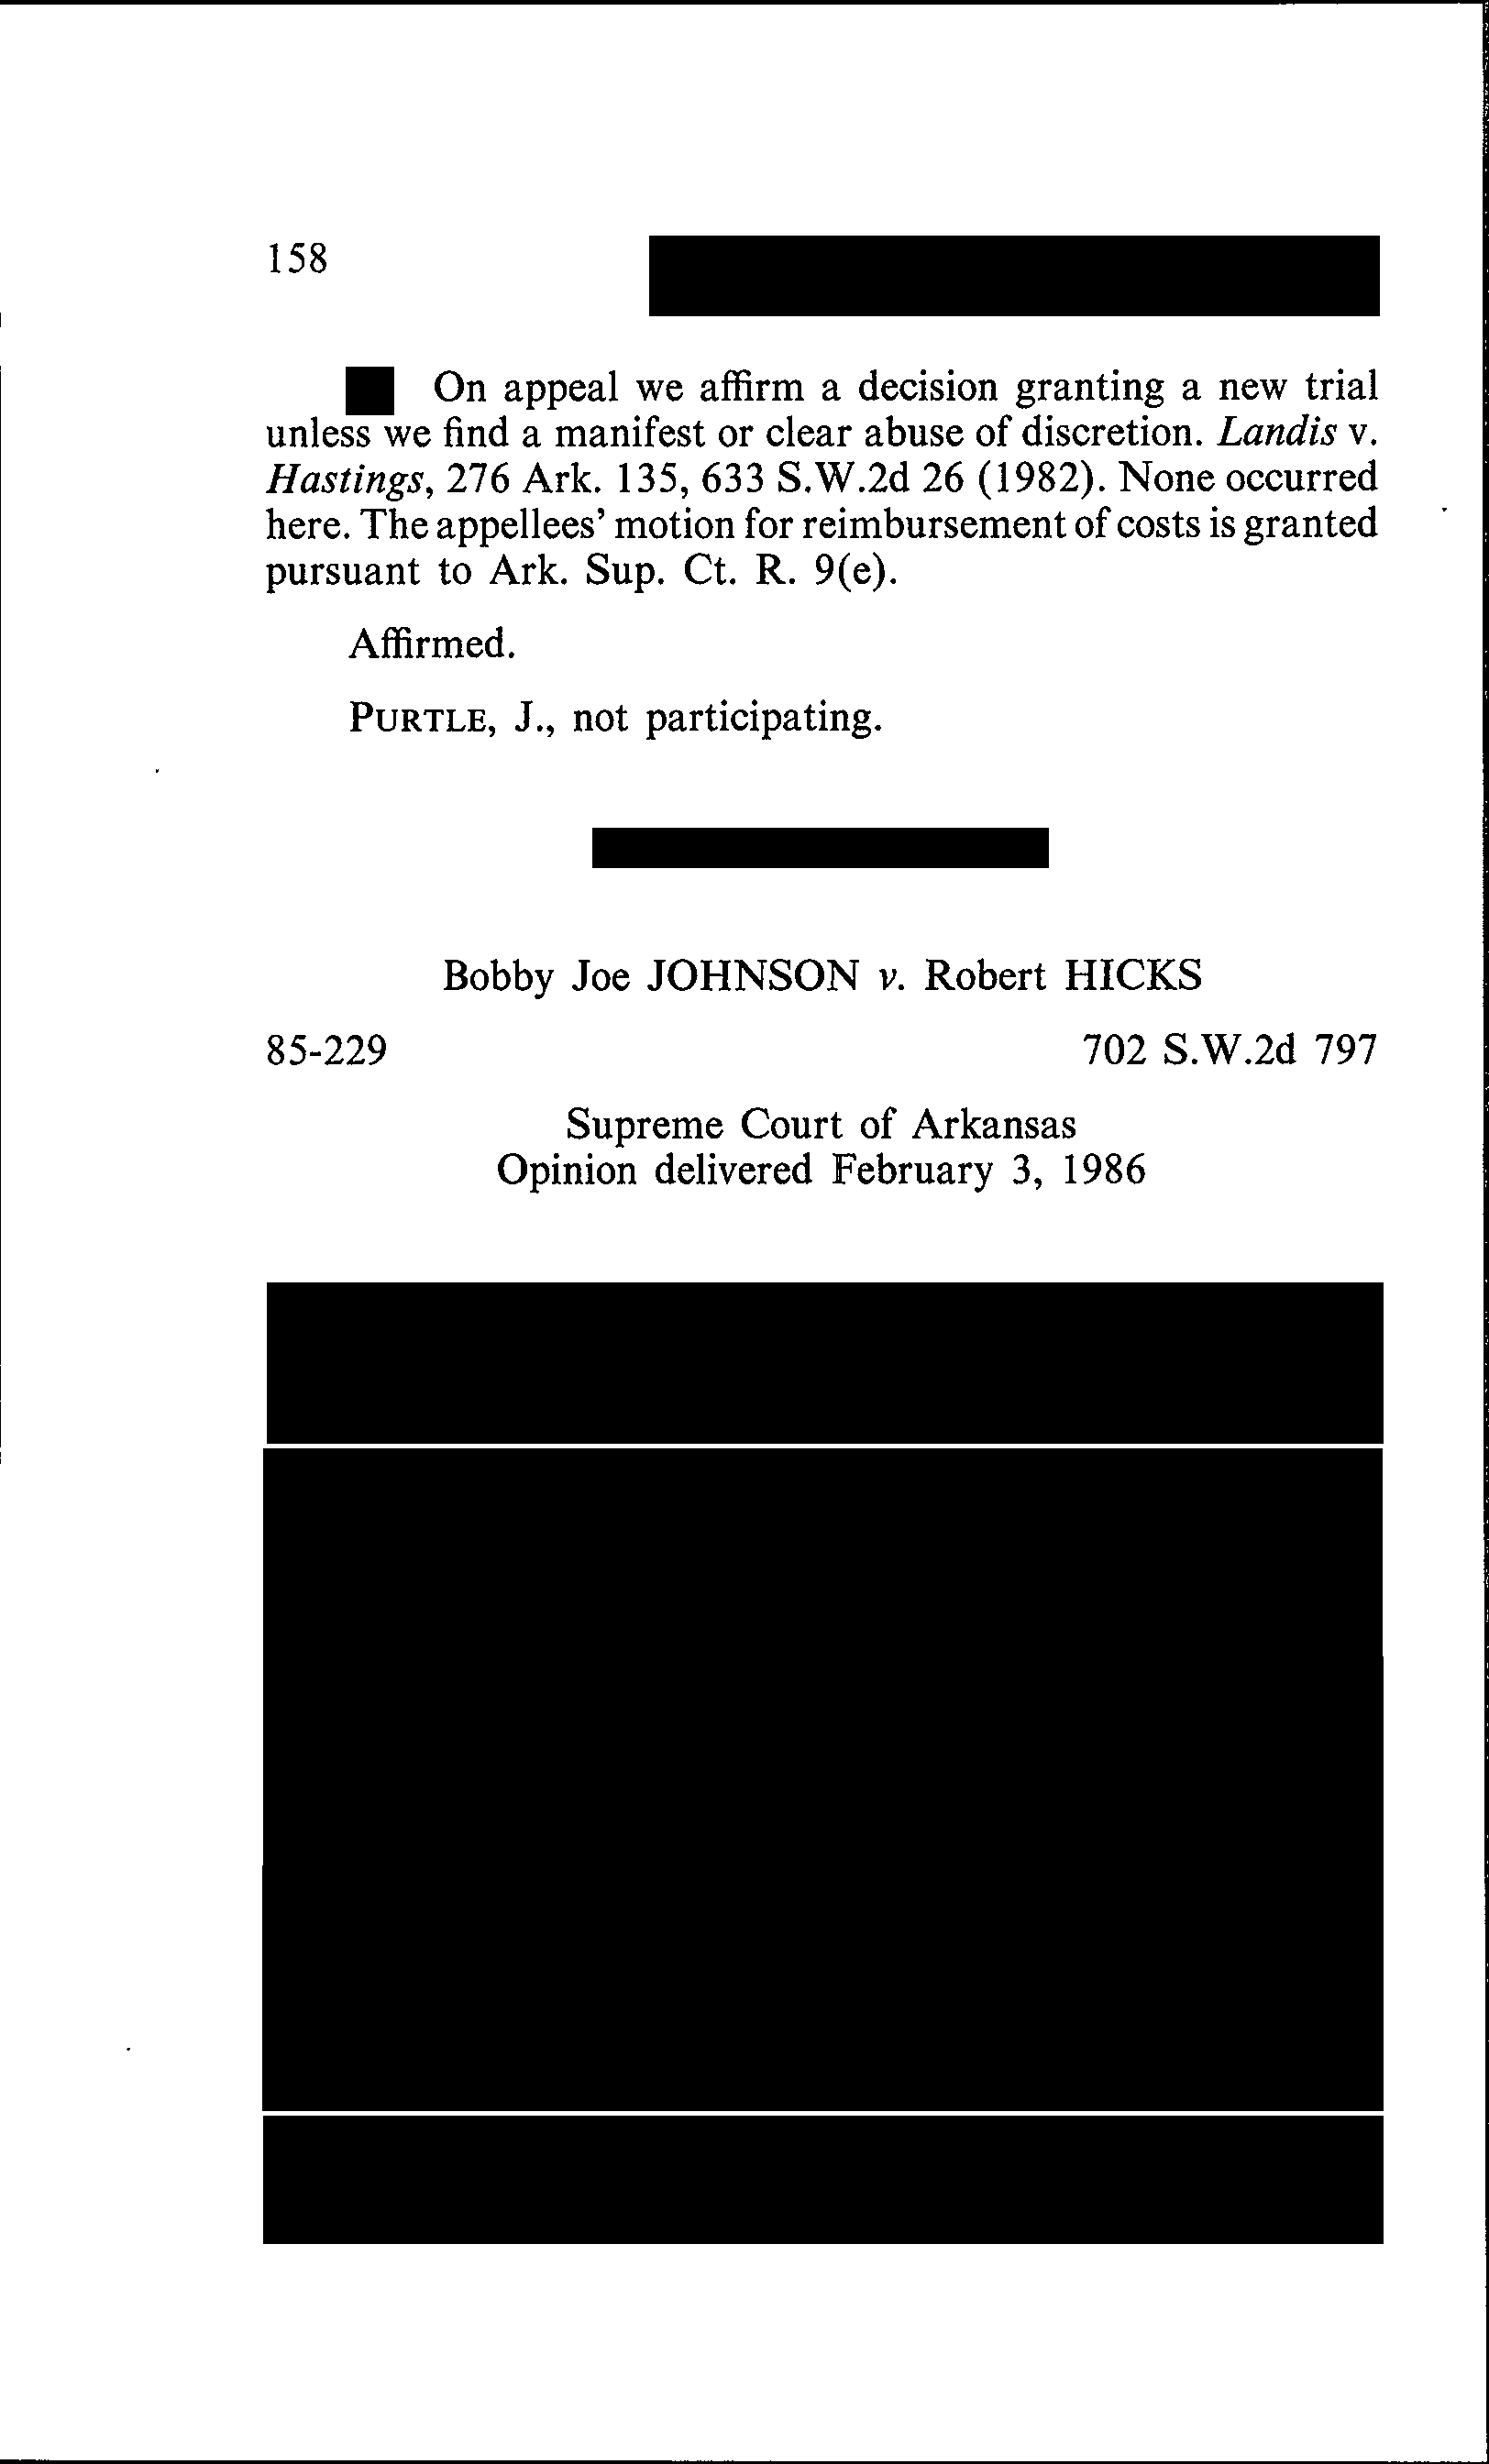 158
On appeal we affirm a decision granting a new trial
unless we find a manifest or clear abuse of discretion. Landis v.
Hastings, 276 Ark. 135, 633 S.W.2d 26 (1982). None occurred
here. The appellees' motion for reimbursement of costs is granted
pursuant to Ark. Sup. Ct. R. 9(e).
Affirmed.
PURTLE, J., not participating.
Bobby Joe JOHNSON v. Robert HICKS
85-229 702 S.W.2d 797
Supreme Court of Arkansas
Opinion delivered February 3, 1986